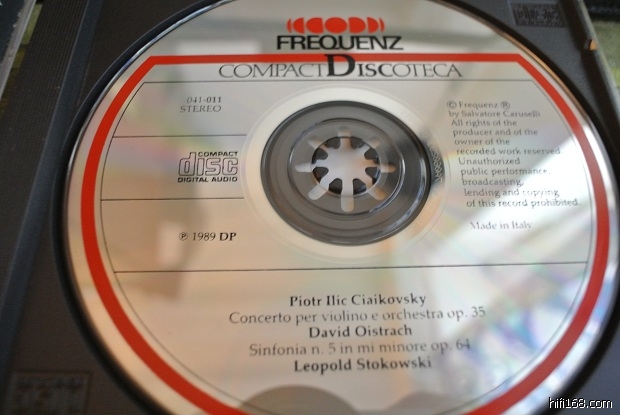 FREQUENZ
COMPACT DISCOTECA
041-011
STEREO
© Frequenz ℗
by Salvatore Caruselli
All rights of the
producer and of the
owner of the
recorded work reserved
Unauthorized
public performance,
broadcasting,
lending and copying
of this record prohibited.
Made in Italy
COMPACT
disc
DIGITAL AUDIO
℗ 1989 DP
Piotr Ilic Ciaikovsky
Concerto per violino e orchestra op. 35
David Oistrach
Sinfonia n. 5 in mi minore op. 64
Leopold Stokowski
hifi168.com